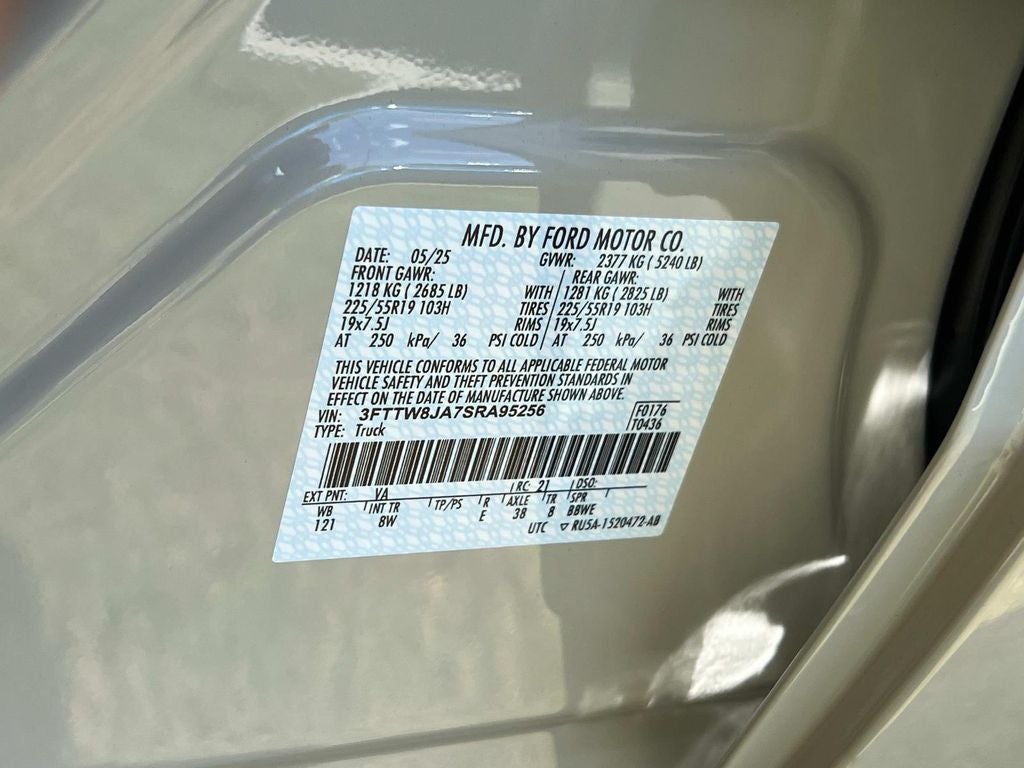 MFD. BY FORD MOTOR CO.
DATE: 05/25 GVWR: 2377 KG ( 5240 LB)
FRONT GAWR: REAR GAWR:
1218 KG ( 2685 LB) WITH 1281 KG ( 2825 LB) WITH
225/55R19 103H TIRES 225/55R19 103H TIRES
19x7.5J RIMS 19x7.5J RIMS
AT 250 kPa/ 36 PSI COLD AT 250 kPa/ 36 PSI COLD
THIS VEHICLE CONFORMS TO ALL APPLICABLE FEDERAL MOTOR
VEHICLE SAFETY AND THEFT PREVENTION STANDARDS IN
EFFECT ON THE DATE OF MANUFACTURE SHOWN ABOVE.
VIN: 3FTTW8JA7SRA95256 F0176
TYPE: Truck T0436
EXT PNT: VA RC: 21 DSO:
WB INT TR TP/PS R AXLE TR SPR
121 8W E 38 8 BBWE
UTC ▽ RU5A-1520472-AB